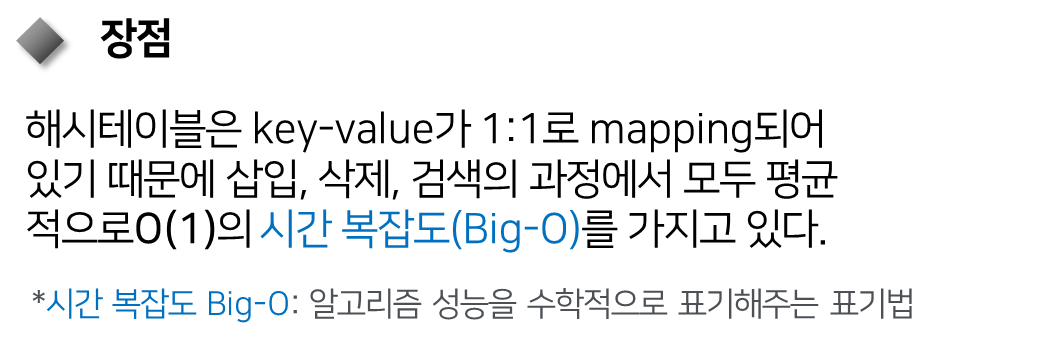 장점
해시테이블은 key-value가 1:1로 mapping되어
있기 때문에 삽입, 삭제, 검색의 과정에서 모두 평균
적으로O(1)의 시간 복잡도(Big-O)를 가지고 있다.
*시간 복잡도 Big-O: 알고리즘 성능을 수학적으로 표기해주는 표기법